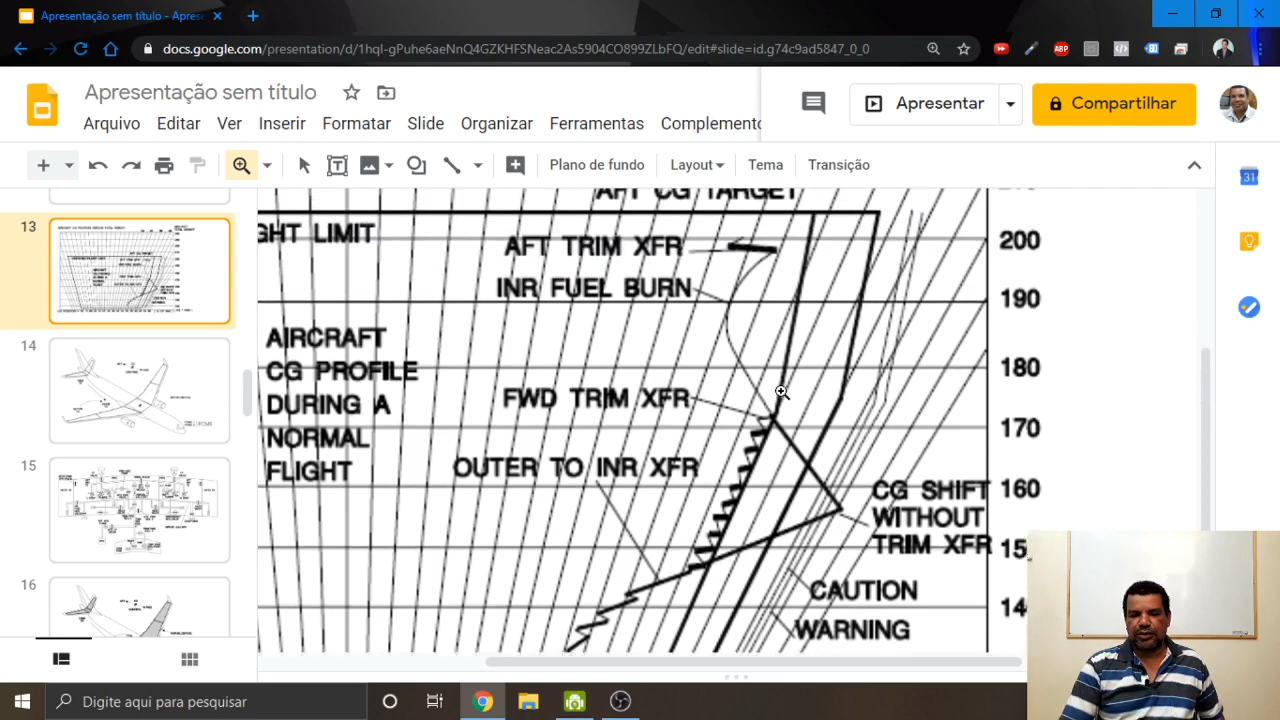 Apresentação sem título - Aprese
docs.google.com/presentation/d/1hqI-gPuhe6aeNnQ4GZKHFSNeac2As5904CO899ZLbFQ/edit#slide=id.g74c9ad5847_0_0
ABP
Apresentação sem título
Apresentar
Compartilhar
Arquivo Editar Ver Inserir Formatar Slide Organizar Ferramentas Complemento
Plano de fundo Layout Tema Transição
31
13
14
15
16
AFT CG TARGET
GHT LIMIT
AFT TRIM XFR
200
INR FUEL BURN
190
AIRCRAFT
CG PROFILE
DURING A
NORMAL
FLIGHT
180
FWD TRIM XFR
170
OUTER TO INR XFR
160
CG SHIFT
WITHOUT
TRIM XFR
15
CAUTION
14
WARNING
Digite aqui para pesquisar